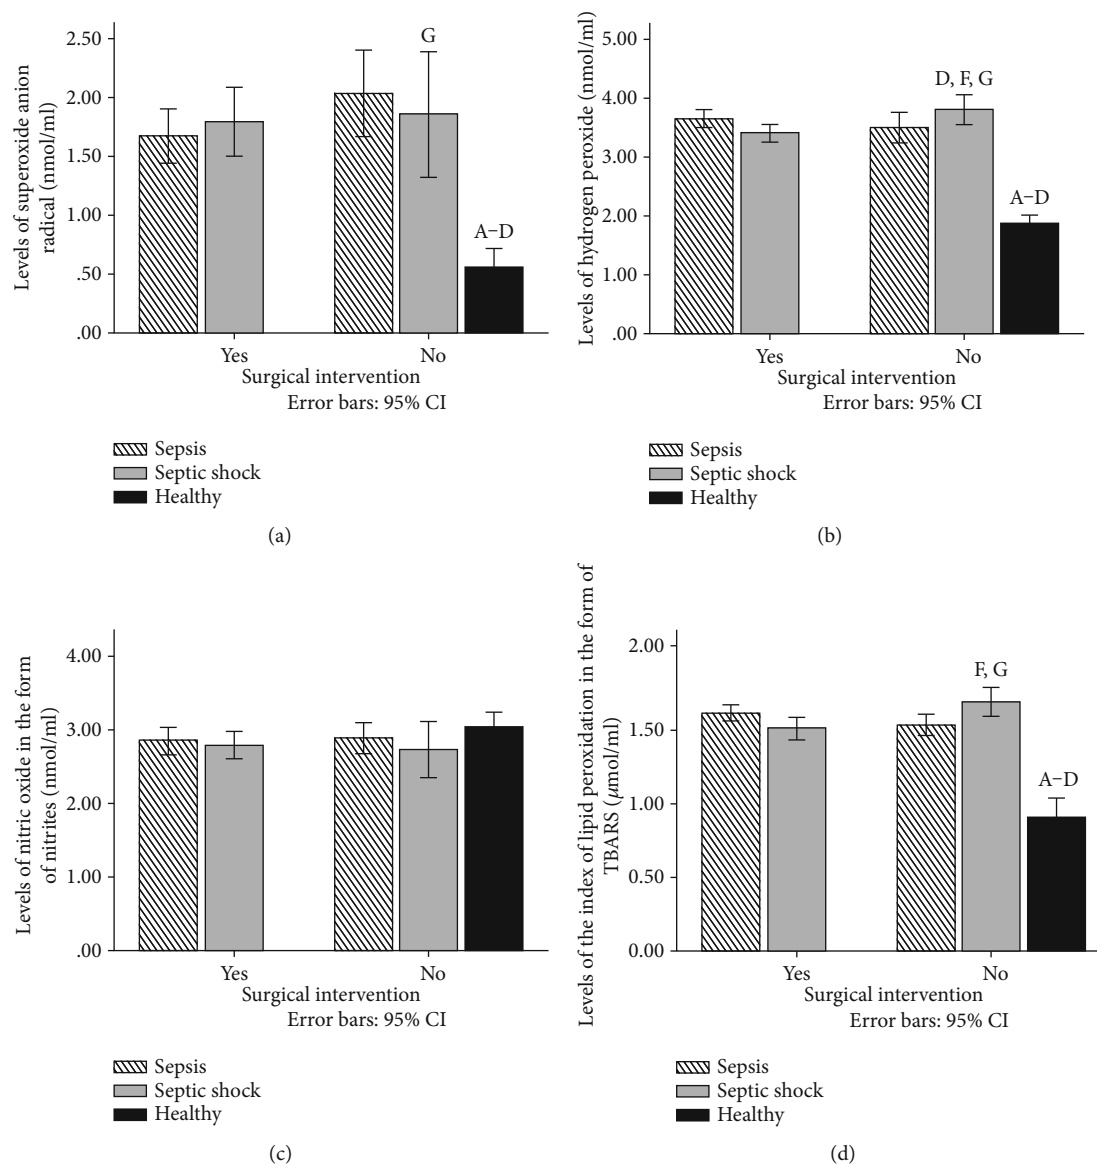 Levels of superoxide anion
radical (nmol/ml)
2.50
2.00
1.50
1.00
.50
.00
G
A–D
Yes
No
Surgical intervention
Error bars: 95% CI
Sepsis
Septic shock
Healthy
(a)
Levels of hydrogen peroxide (nmol/ml)
5.00
4.00
3.00
2.00
1.00
.00
D, F, G
A–D
Yes
No
Surgical intervention
Error bars: 95% CI
Sepsis
Septic shock
Healthy
(b)
Levels of nitric oxide in the form
of nitrites (nmol/ml)
4.00
3.00
2.00
1.00
.00
Yes
No
Surgical intervention
Error bars: 95% CI
Sepsis
Septic shock
Healthy
(c)
Levels of the index of lipid peroxidation in the form of
TBARS (μmol/ml)
2.00
1.50
1.00
0.50
0.00
F, G
A–D
Yes
No
Surgical intervention
Error bars: 95% CI
Sepsis
Septic shock
Healthy
(d)